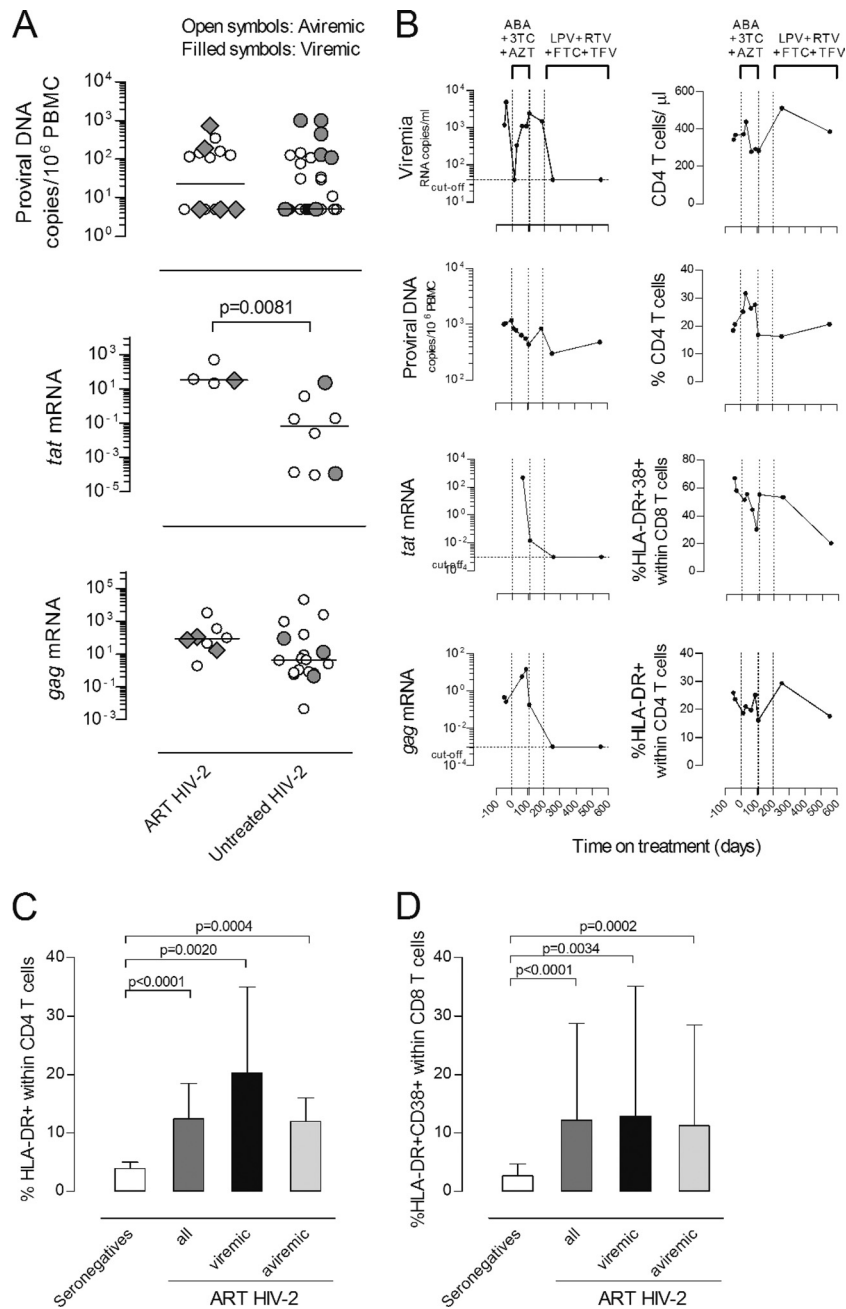 A
Open symbols: Aviremic
Filled symbols: Viremic
Proviral DNA
copies/10⁶ PBMC
10⁴
10³
10²
10¹
10⁰
p=0.0081
tat mRNA
10³
10¹
10⁻¹
10⁻³
10⁻⁵
gag mRNA
10⁵
10³
10¹
10⁻¹
10⁻³
ART HIV-2
Untreated HIV-2
B
ABA
+3TC
+AZT
LPV+RTV
+FTC+TFV
ABA
+3TC
+AZT
LPV+RTV
+FTC+TFV
Viremia
RNA copies/ml
10⁴
10³
10²
cut-off
10¹
CD4 T cells/ µl
600
400
200
0
Proviral DNA
copies/10⁶ PBMC
10⁴
10³
10²
% CD4 T cells
40
30
20
10
0
tat mRNA
10⁴
10²
10⁰
10⁻²
cut-off
10⁻⁴
%HLA-DR+38+
within CD8 T cells
80
60
40
20
0
gag mRNA
10²
10⁰
10⁻²
cut-off
10⁻⁴
%HLA-DR+
within CD4 T cells
40
30
20
10
0
-100
0
100
200
300
400
500
600
-100
0
100
200
300
400
500
600
Time on treatment (days)
C
p=0.0004
p=0.0020
p<0.0001
% HLA-DR+ within CD4 T cells
40
30
20
10
0
Seronegatives
all
viremic
aviremic
ART HIV-2
D
p=0.0002
p=0.0034
p<0.0001
%HLA-DR+CD38+ within CD8 T cells
40
30
20
10
0
Seronegatives
all
viremic
aviremic
ART HIV-2